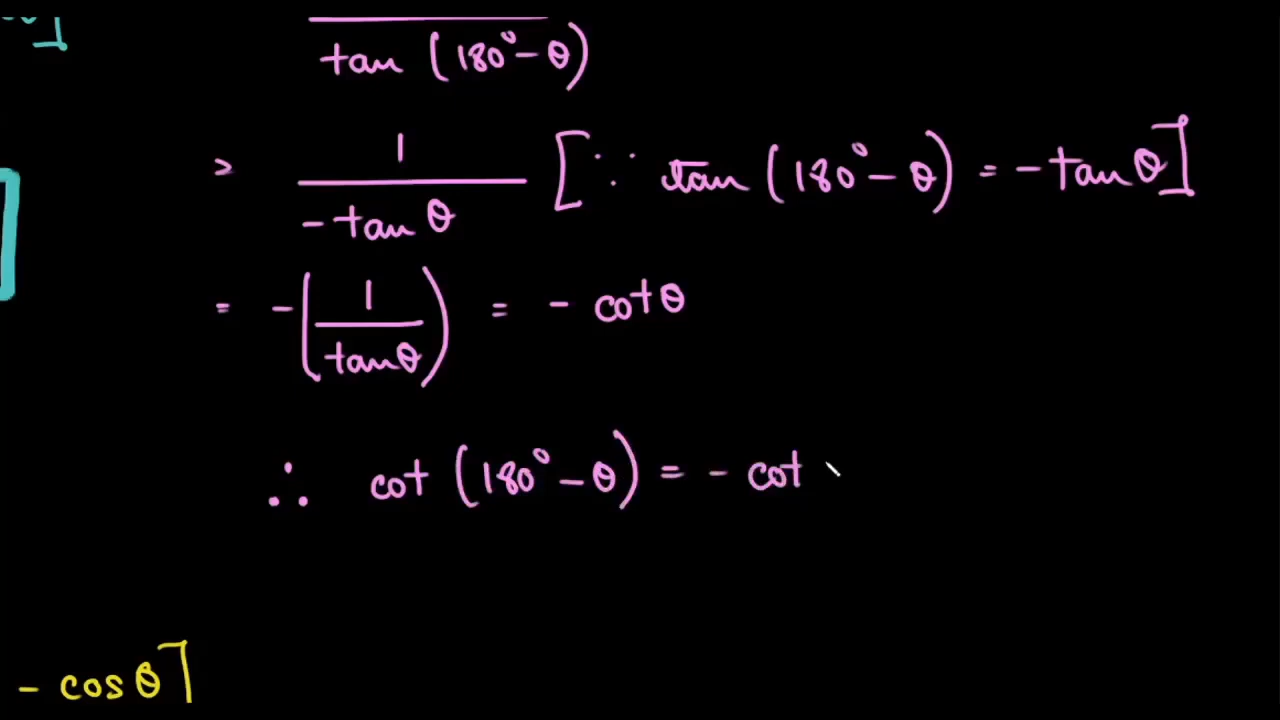 tan (180° - θ)
= 1 / - tan θ [∵ tan (180° - θ) = - tan θ]
= - (1 / tan θ) = - cot θ
∴ cot (180° - θ) = - cot
- cos θ]